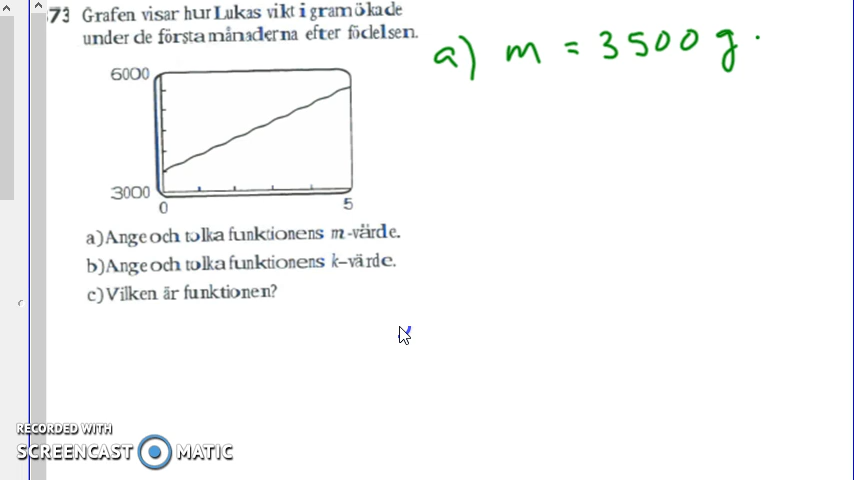 73 Grafen visar hur Lukas vikt i gram ökade
under de första månaderna efter födelsen.
a) m = 3500 g.
6000
3000
0 5
a) Ange och tolka funktionens m-värde.
b) Ange och tolka funktionens k-värde.
c) Vilken är funktionen?
RECORDED WITH
SCREENCAST MATIC